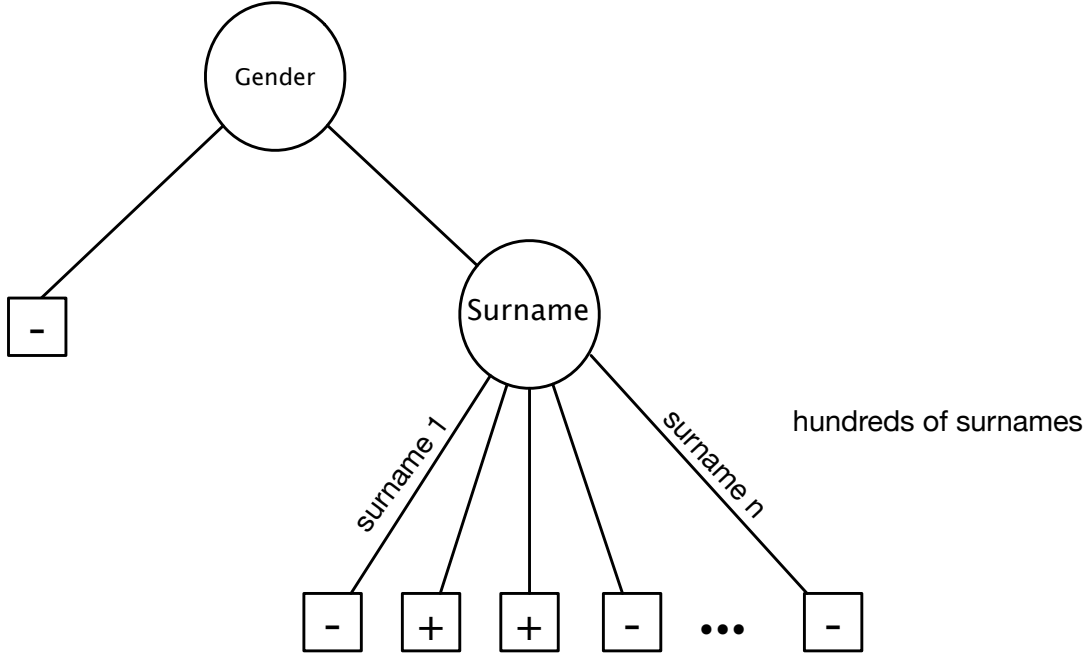 Gender
-
Surname
surname 1
surname n
hundreds of surnames
- + + - ... -